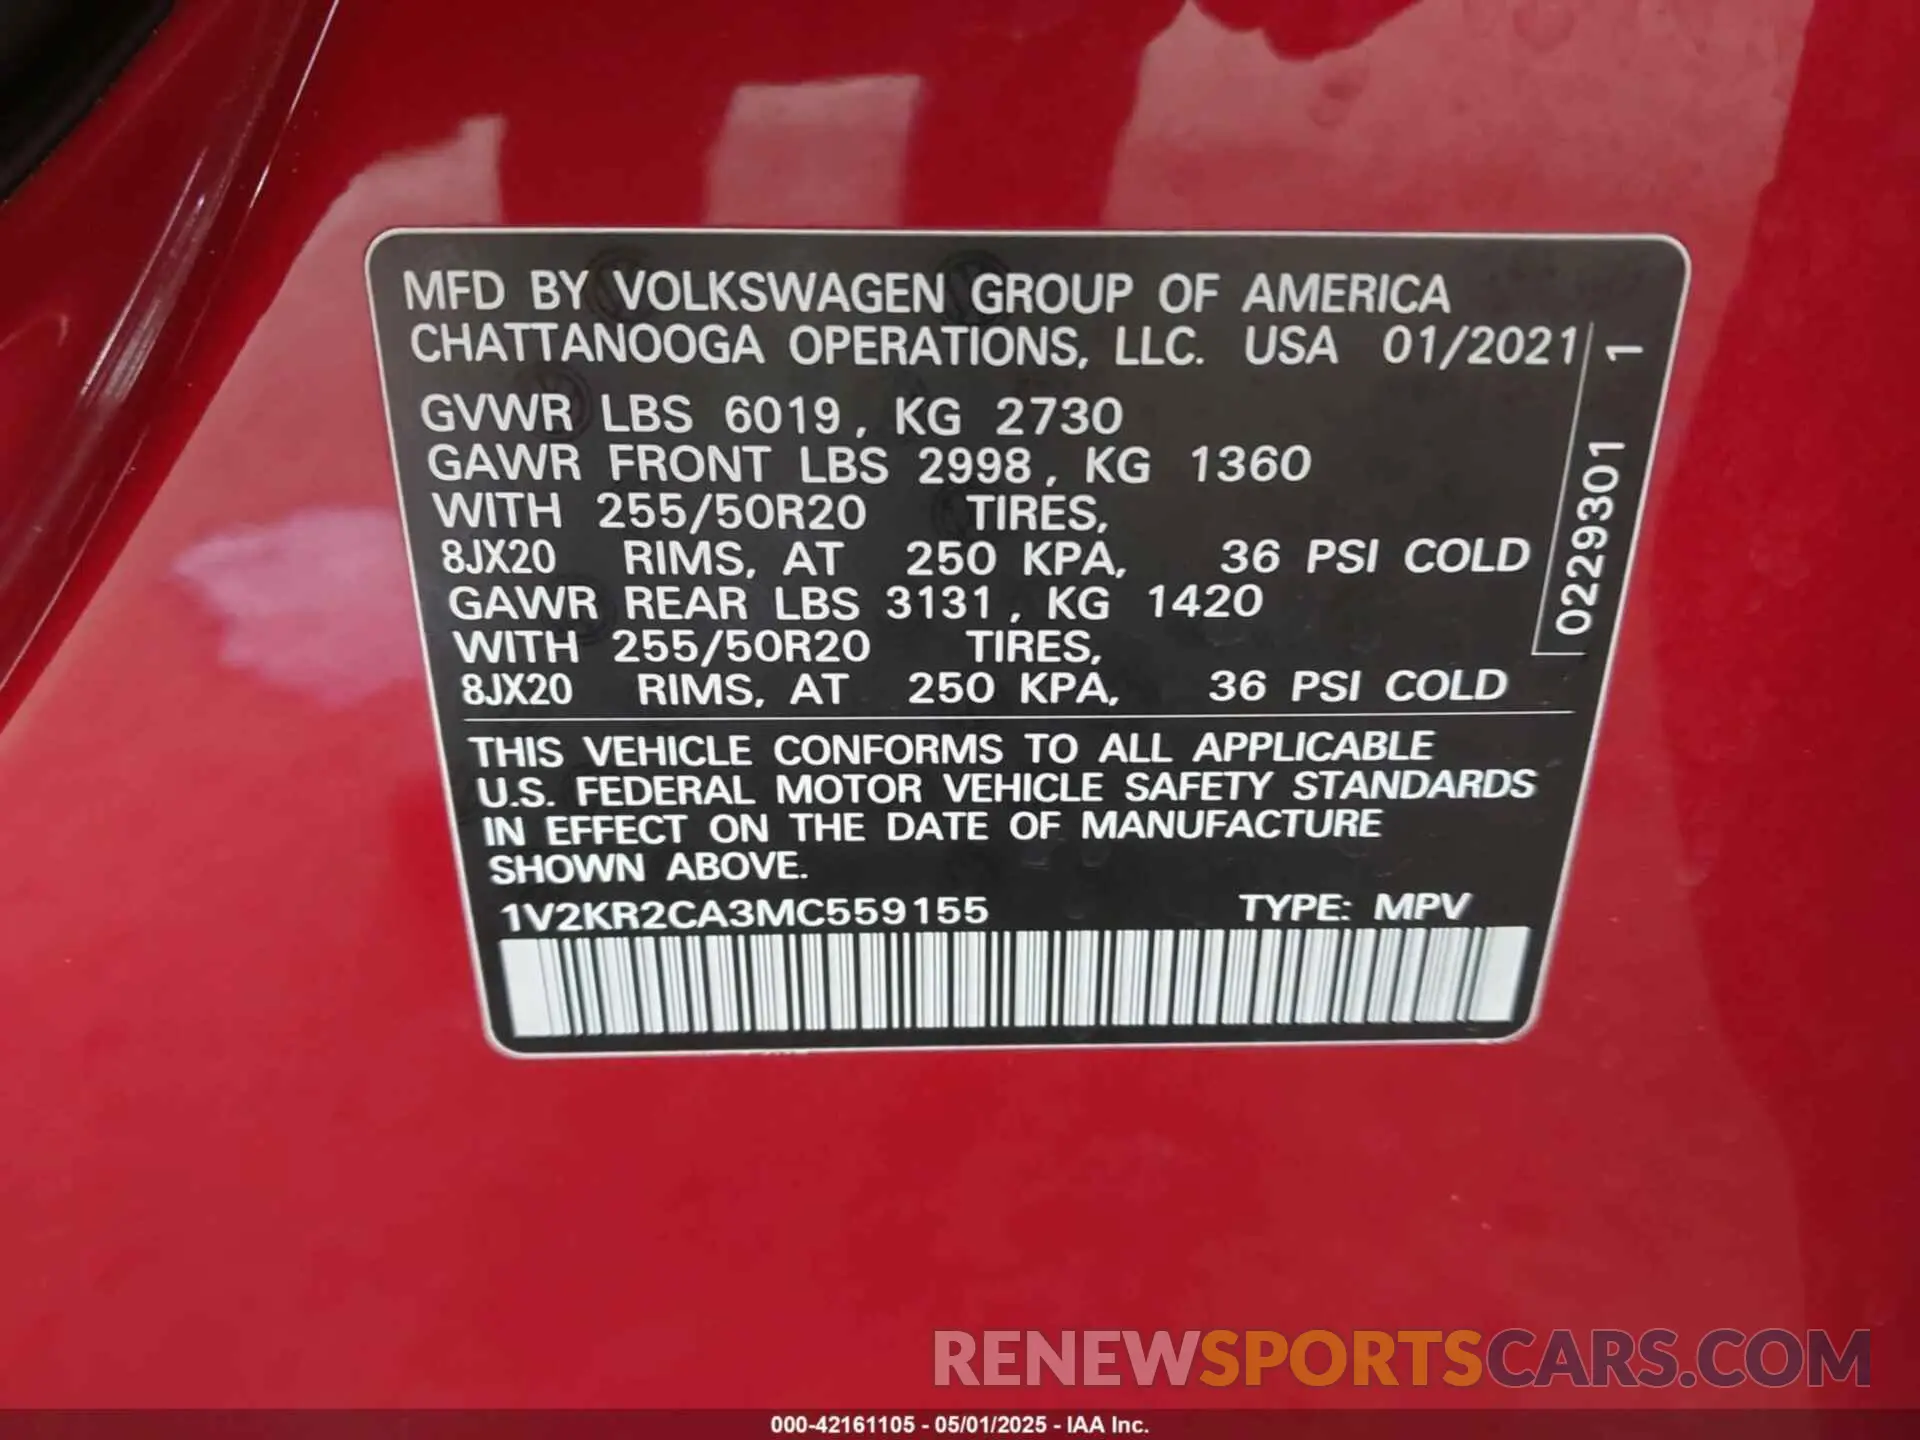 MFD BY VOLKSWAGEN GROUP OF AMERICA
CHATTANOOGA OPERATIONS, LLC. USA 01/2021
GVWR LBS 6019, KG 2730
GAWR FRONT LBS 2998, KG 1360
WITH 255/50R20 TIRES,
8JX20 RIMS, AT 250 KPA, 36 PSI COLD
GAWR REAR LBS 3131, KG 1420
WITH 255/50R20 TIRES,
8JX20 RIMS, AT 250 KPA, 36 PSI COLD
THIS VEHICLE CONFORMS TO ALL APPLICABLE
U.S. FEDERAL MOTOR VEHICLE SAFETY STANDARDS
IN EFFECT ON THE DATE OF MANUFACTURE
SHOWN ABOVE.
1V2KR2CA3MC559155 TYPE: MPV
0229301 1
RENEWSPORTSCARS.COM
000-42161105 - 05/01/2025 - IAA Inc.